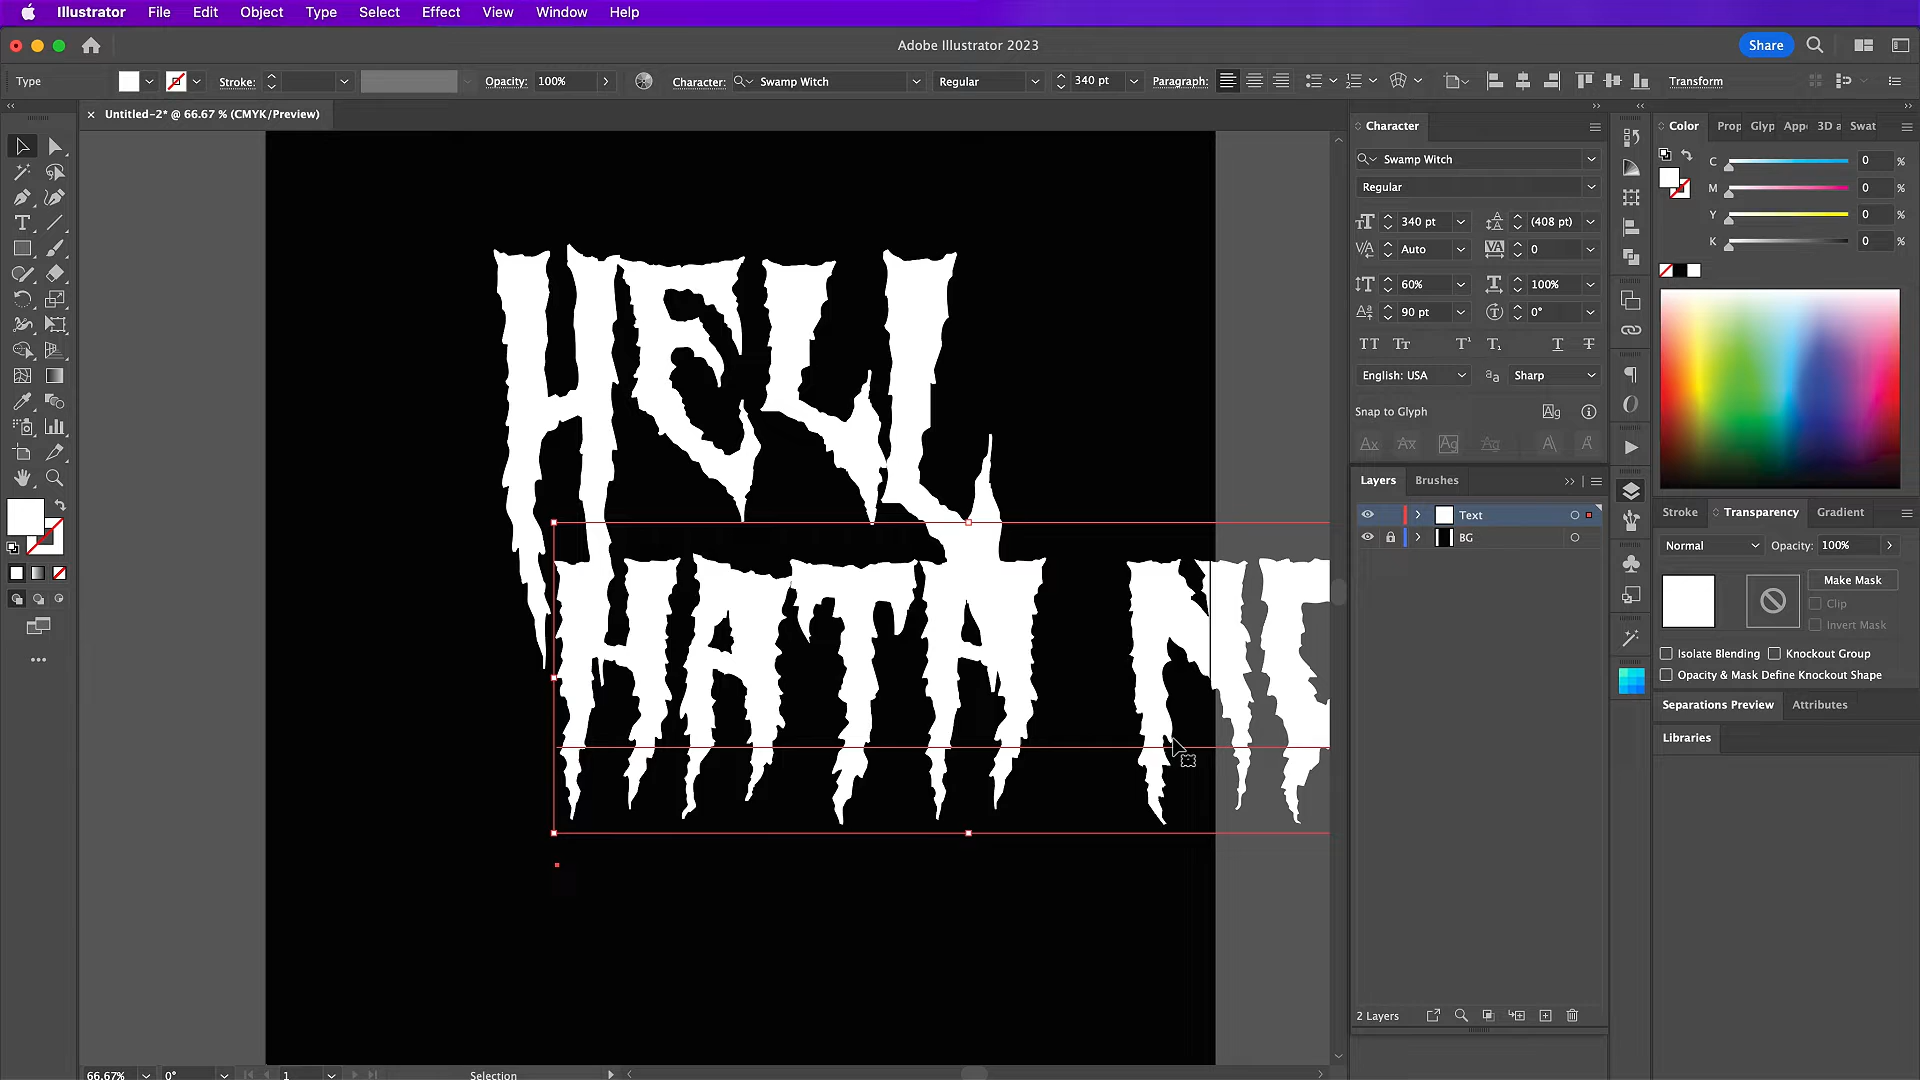 Illustrator File Edit Object Type Select Effect View Window Help
Adobe Illustrator 2023
Share
Type Stroke: Opacity: 100% Character: Swamp Witch Regular 340 pt Paragraph: Transform
Untitled-2* @ 66.67 % (CMYK/Preview)
Character
Swamp Witch
Regular
340 pt (408 pt)
Auto 0
60% 100%
90 pt 0°
English: USA Sharp
Snap to Glyph
Layers Brushes
Text
BG
2 Layers
Color Prop Glyp Appe 3D a Swat
C 0 %
M 0 %
Y 0 %
K 0 %
Stroke Transparency Gradient
Normal Opacity: 100%
Make Mask
Clip
Invert Mask
Isolate Blending Knockout Group
Opacity & Mask Define Knockout Shape
Separations Preview Attributes
Libraries
HELL
HATA NO
66.67% 0° 1 Selection